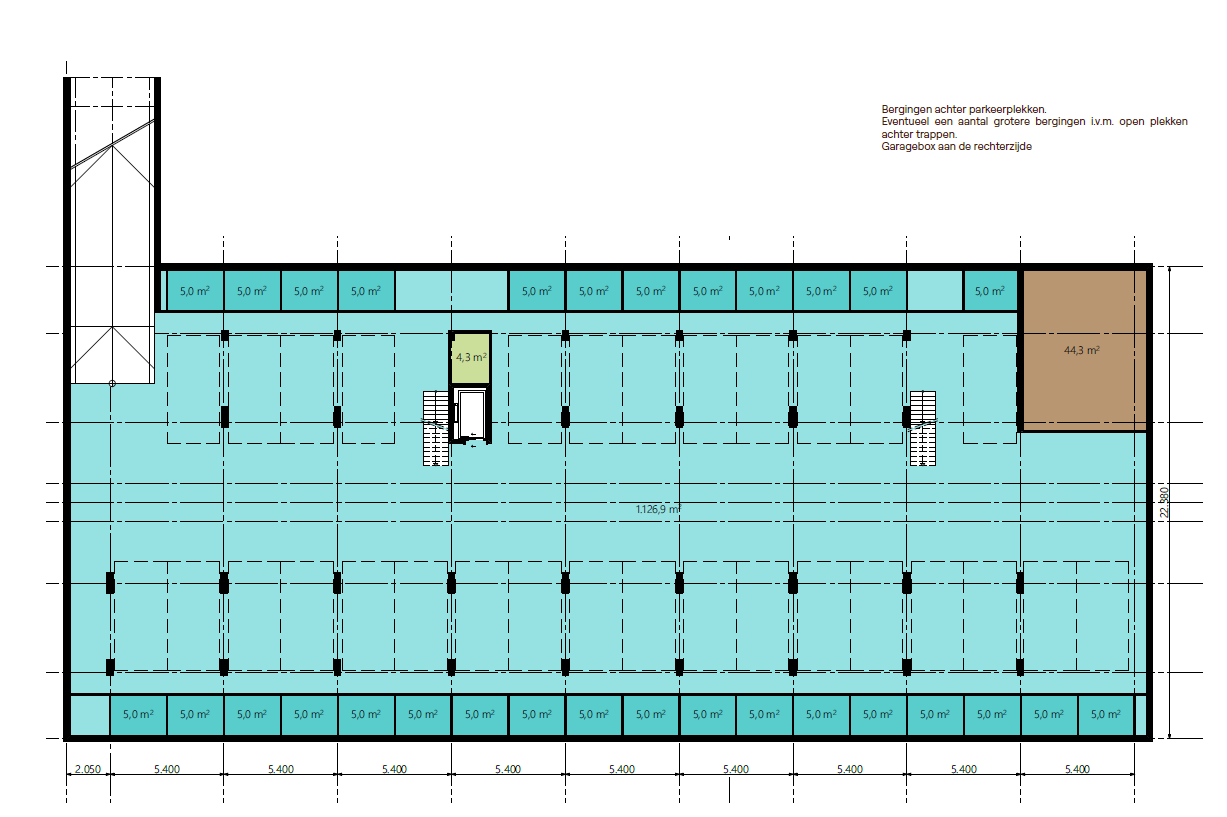 Bergingen achter parkeerplekken.
Eventueel een aantal grotere bergingen i.v.m. open plekken
achter trappen.
Garagebox aan de rechterzijde
5,0 m² 5,0 m² 5,0 m² 5,0 m² 5,0 m² 5,0 m² 5,0 m² 5,0 m² 5,0 m² 5,0 m² 5,0 m² 5,0 m²
44,3 m²
4,3 m²
1.126,9 m²
22.380
5,0 m² 5,0 m² 5,0 m² 5,0 m² 5,0 m² 5,0 m² 5,0 m² 5,0 m² 5,0 m² 5,0 m² 5,0 m² 5,0 m² 5,0 m² 5,0 m² 5,0 m² 5,0 m² 5,0 m² 5,0 m²
2.050 5.400 5.400 5.400 5.400 5.400 5.400 5.400 5.400 5.400